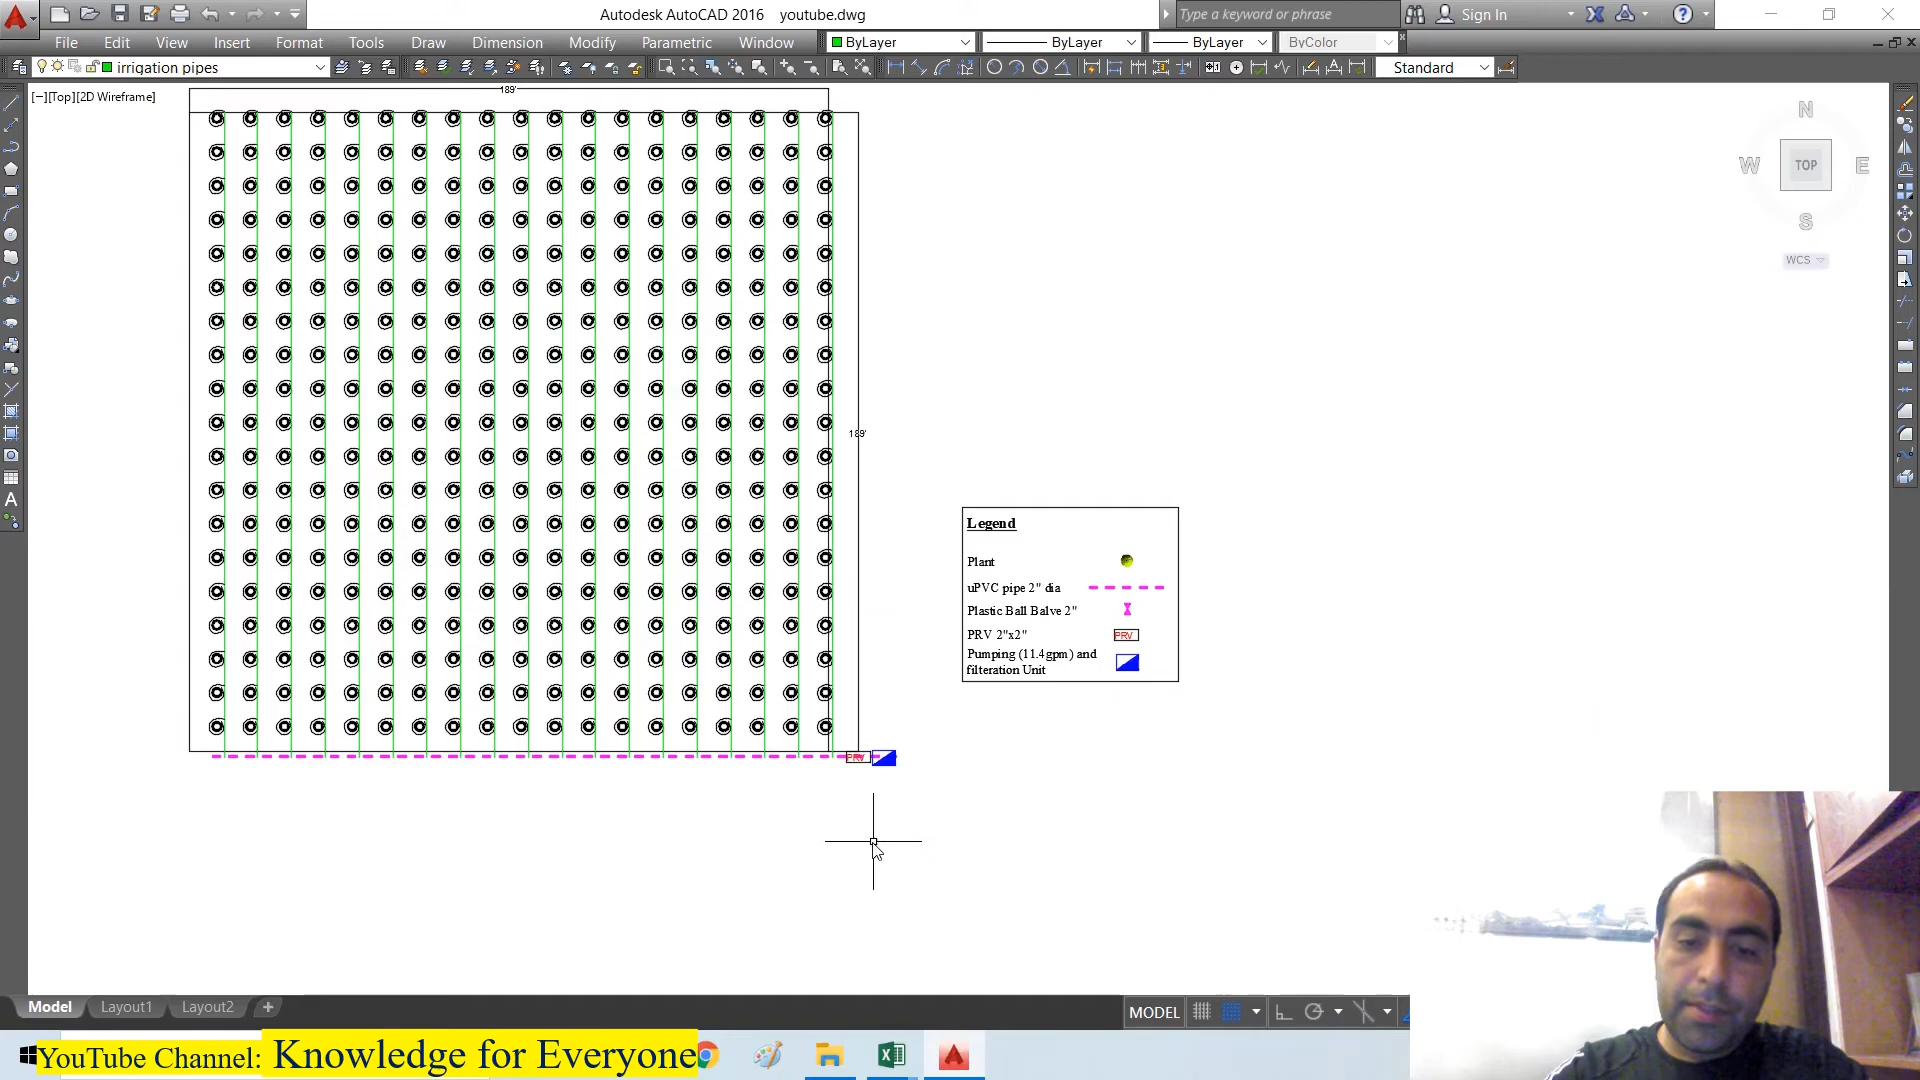 Autodesk AutoCAD 2016 youtube.dwg
Type a keyword or phrase
Sign In
File Edit View Insert Format Tools Draw Dimension Modify Parametric Window
ByLayer
ByLayer
ByLayer
ByColor
irrigation pipes
Standard
[−][Top][2D Wireframe]
189'
189'
N
W
TOP
E
S
WCS
Legend
Plant
uPVC pipe 2" dia
Plastic Ball Balve 2"
PRV 2"x2"
PRV
Pumping (11.4gpm) and
filteration Unit
PRV
Model Layout1 Layout2 +
MODEL
YouTube Channel: Knowledge for Everyone